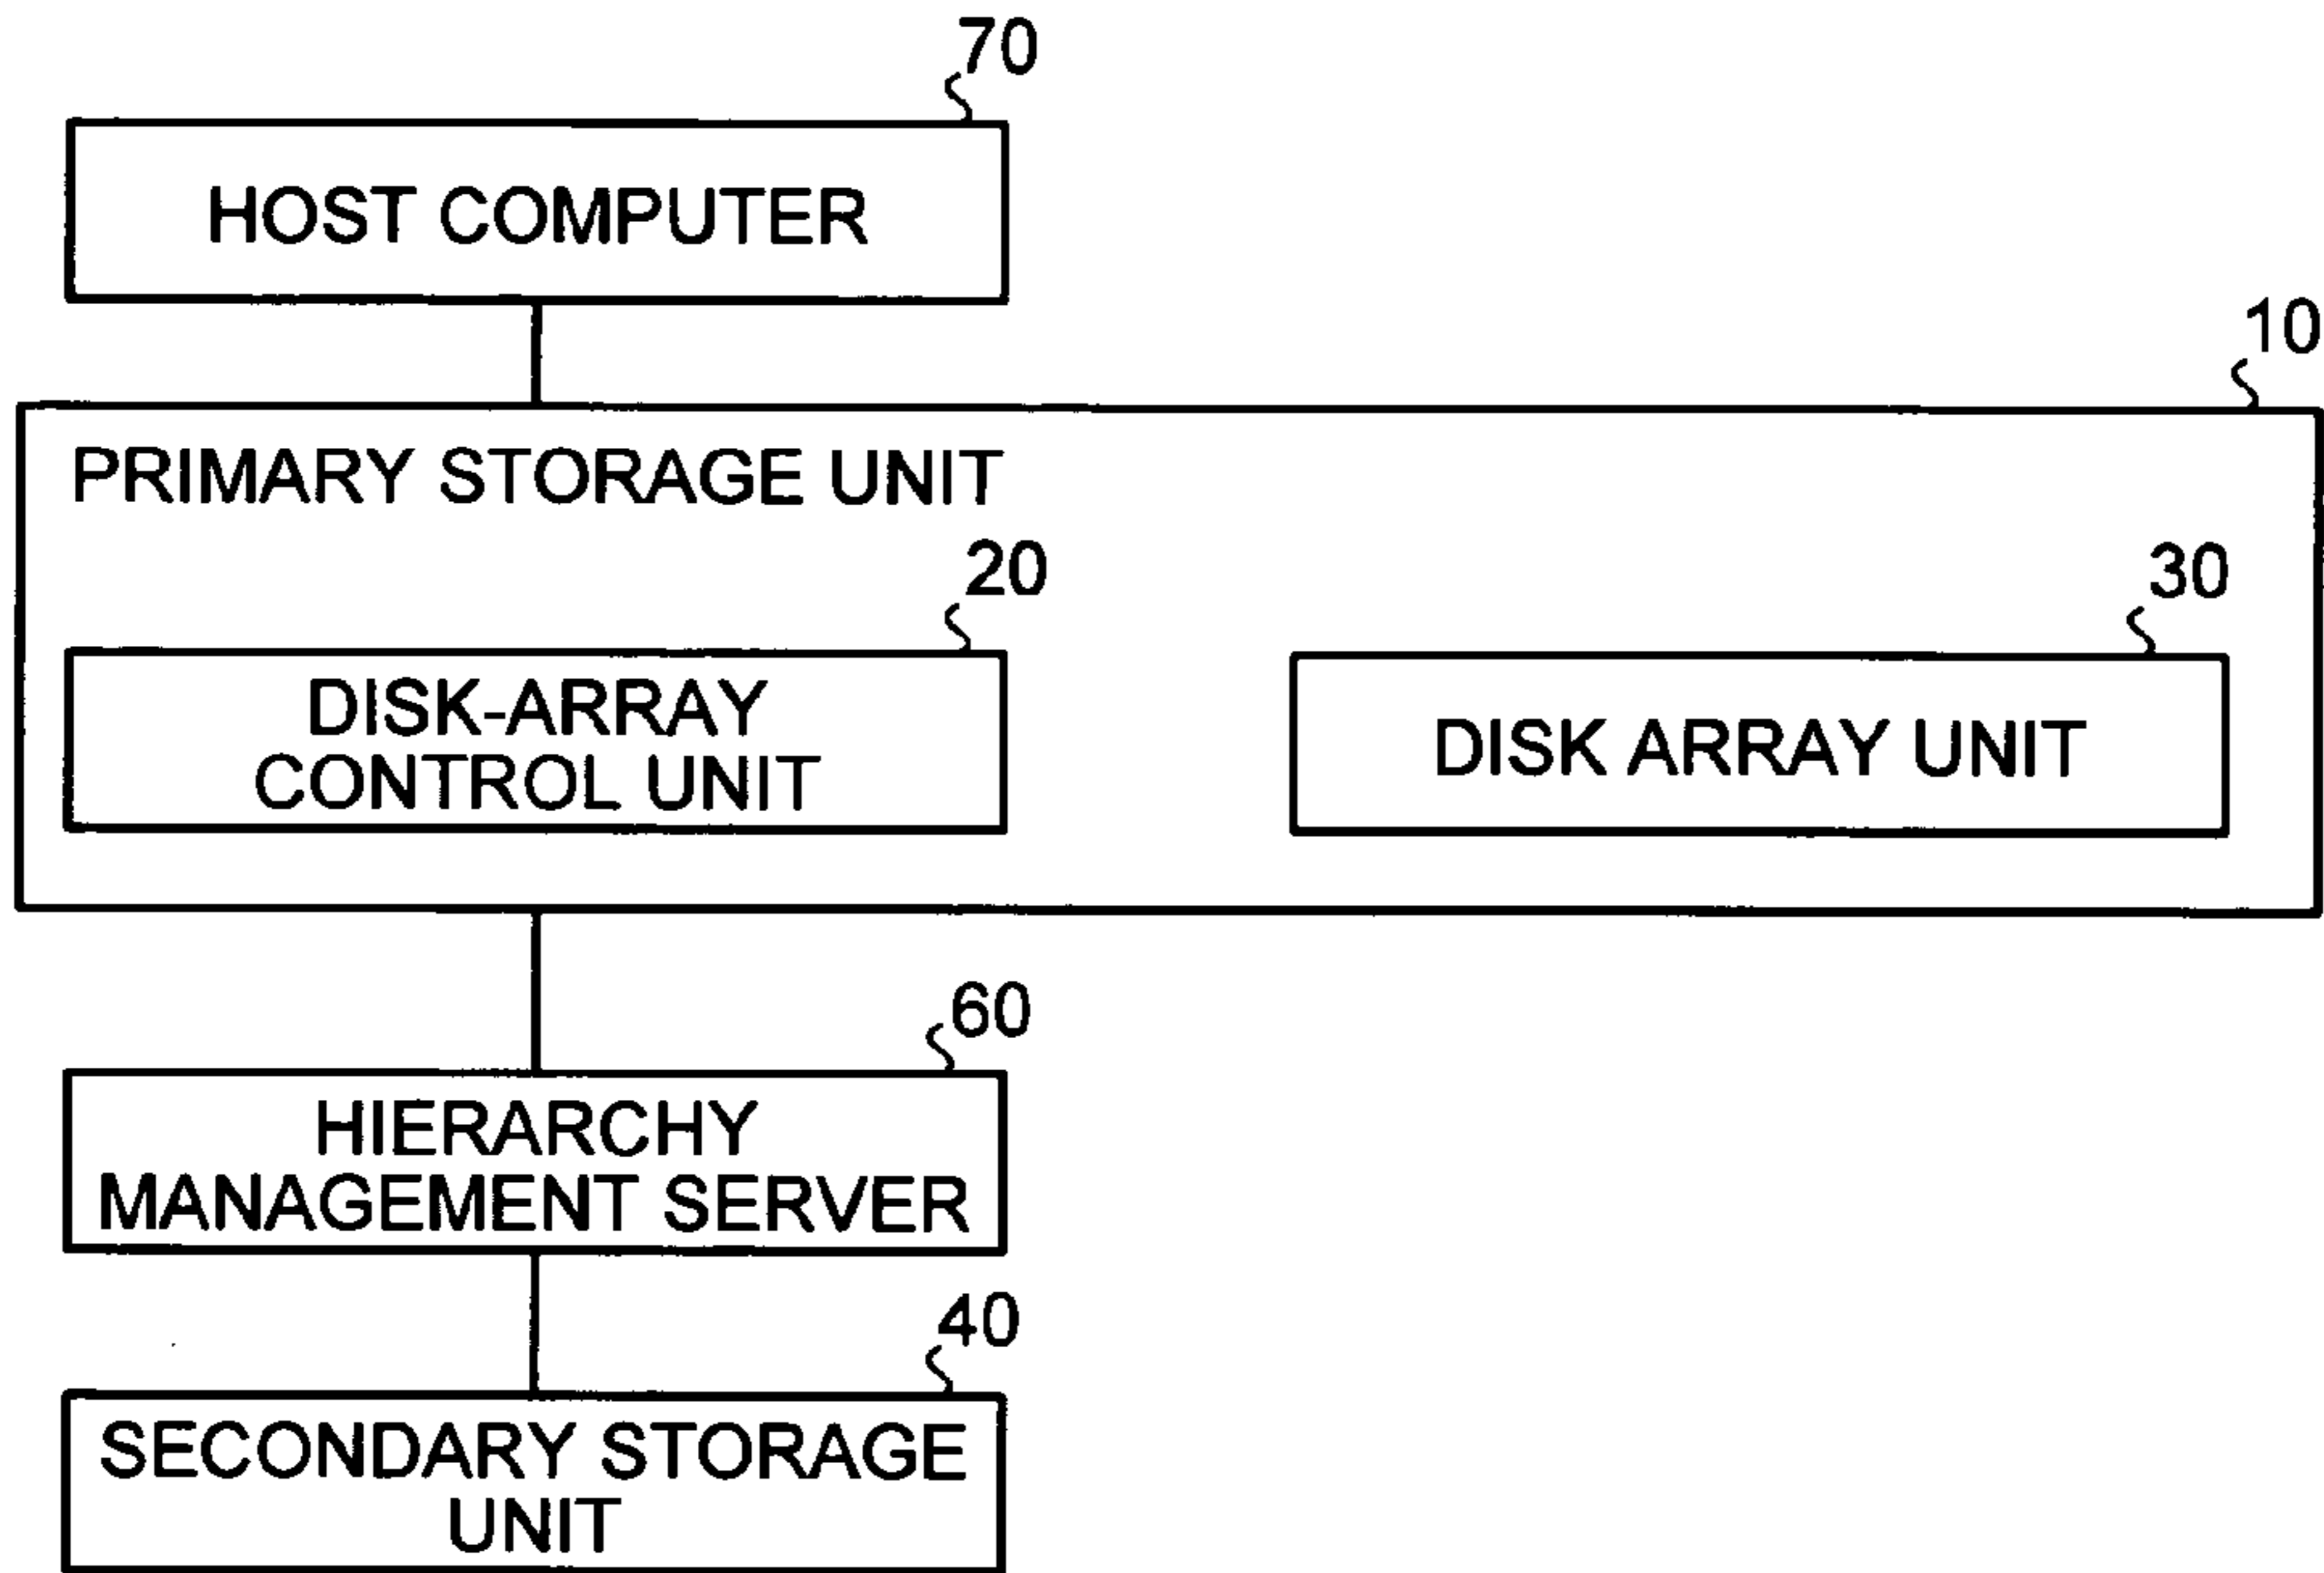 70
HOST COMPUTER
10
PRIMARY STORAGE UNIT
20
30
DISK-ARRAY
CONTROL UNIT
DISK ARRAY UNIT
60
HIERARCHY
MANAGEMENT SERVER
40
SECONDARY STORAGE
UNIT